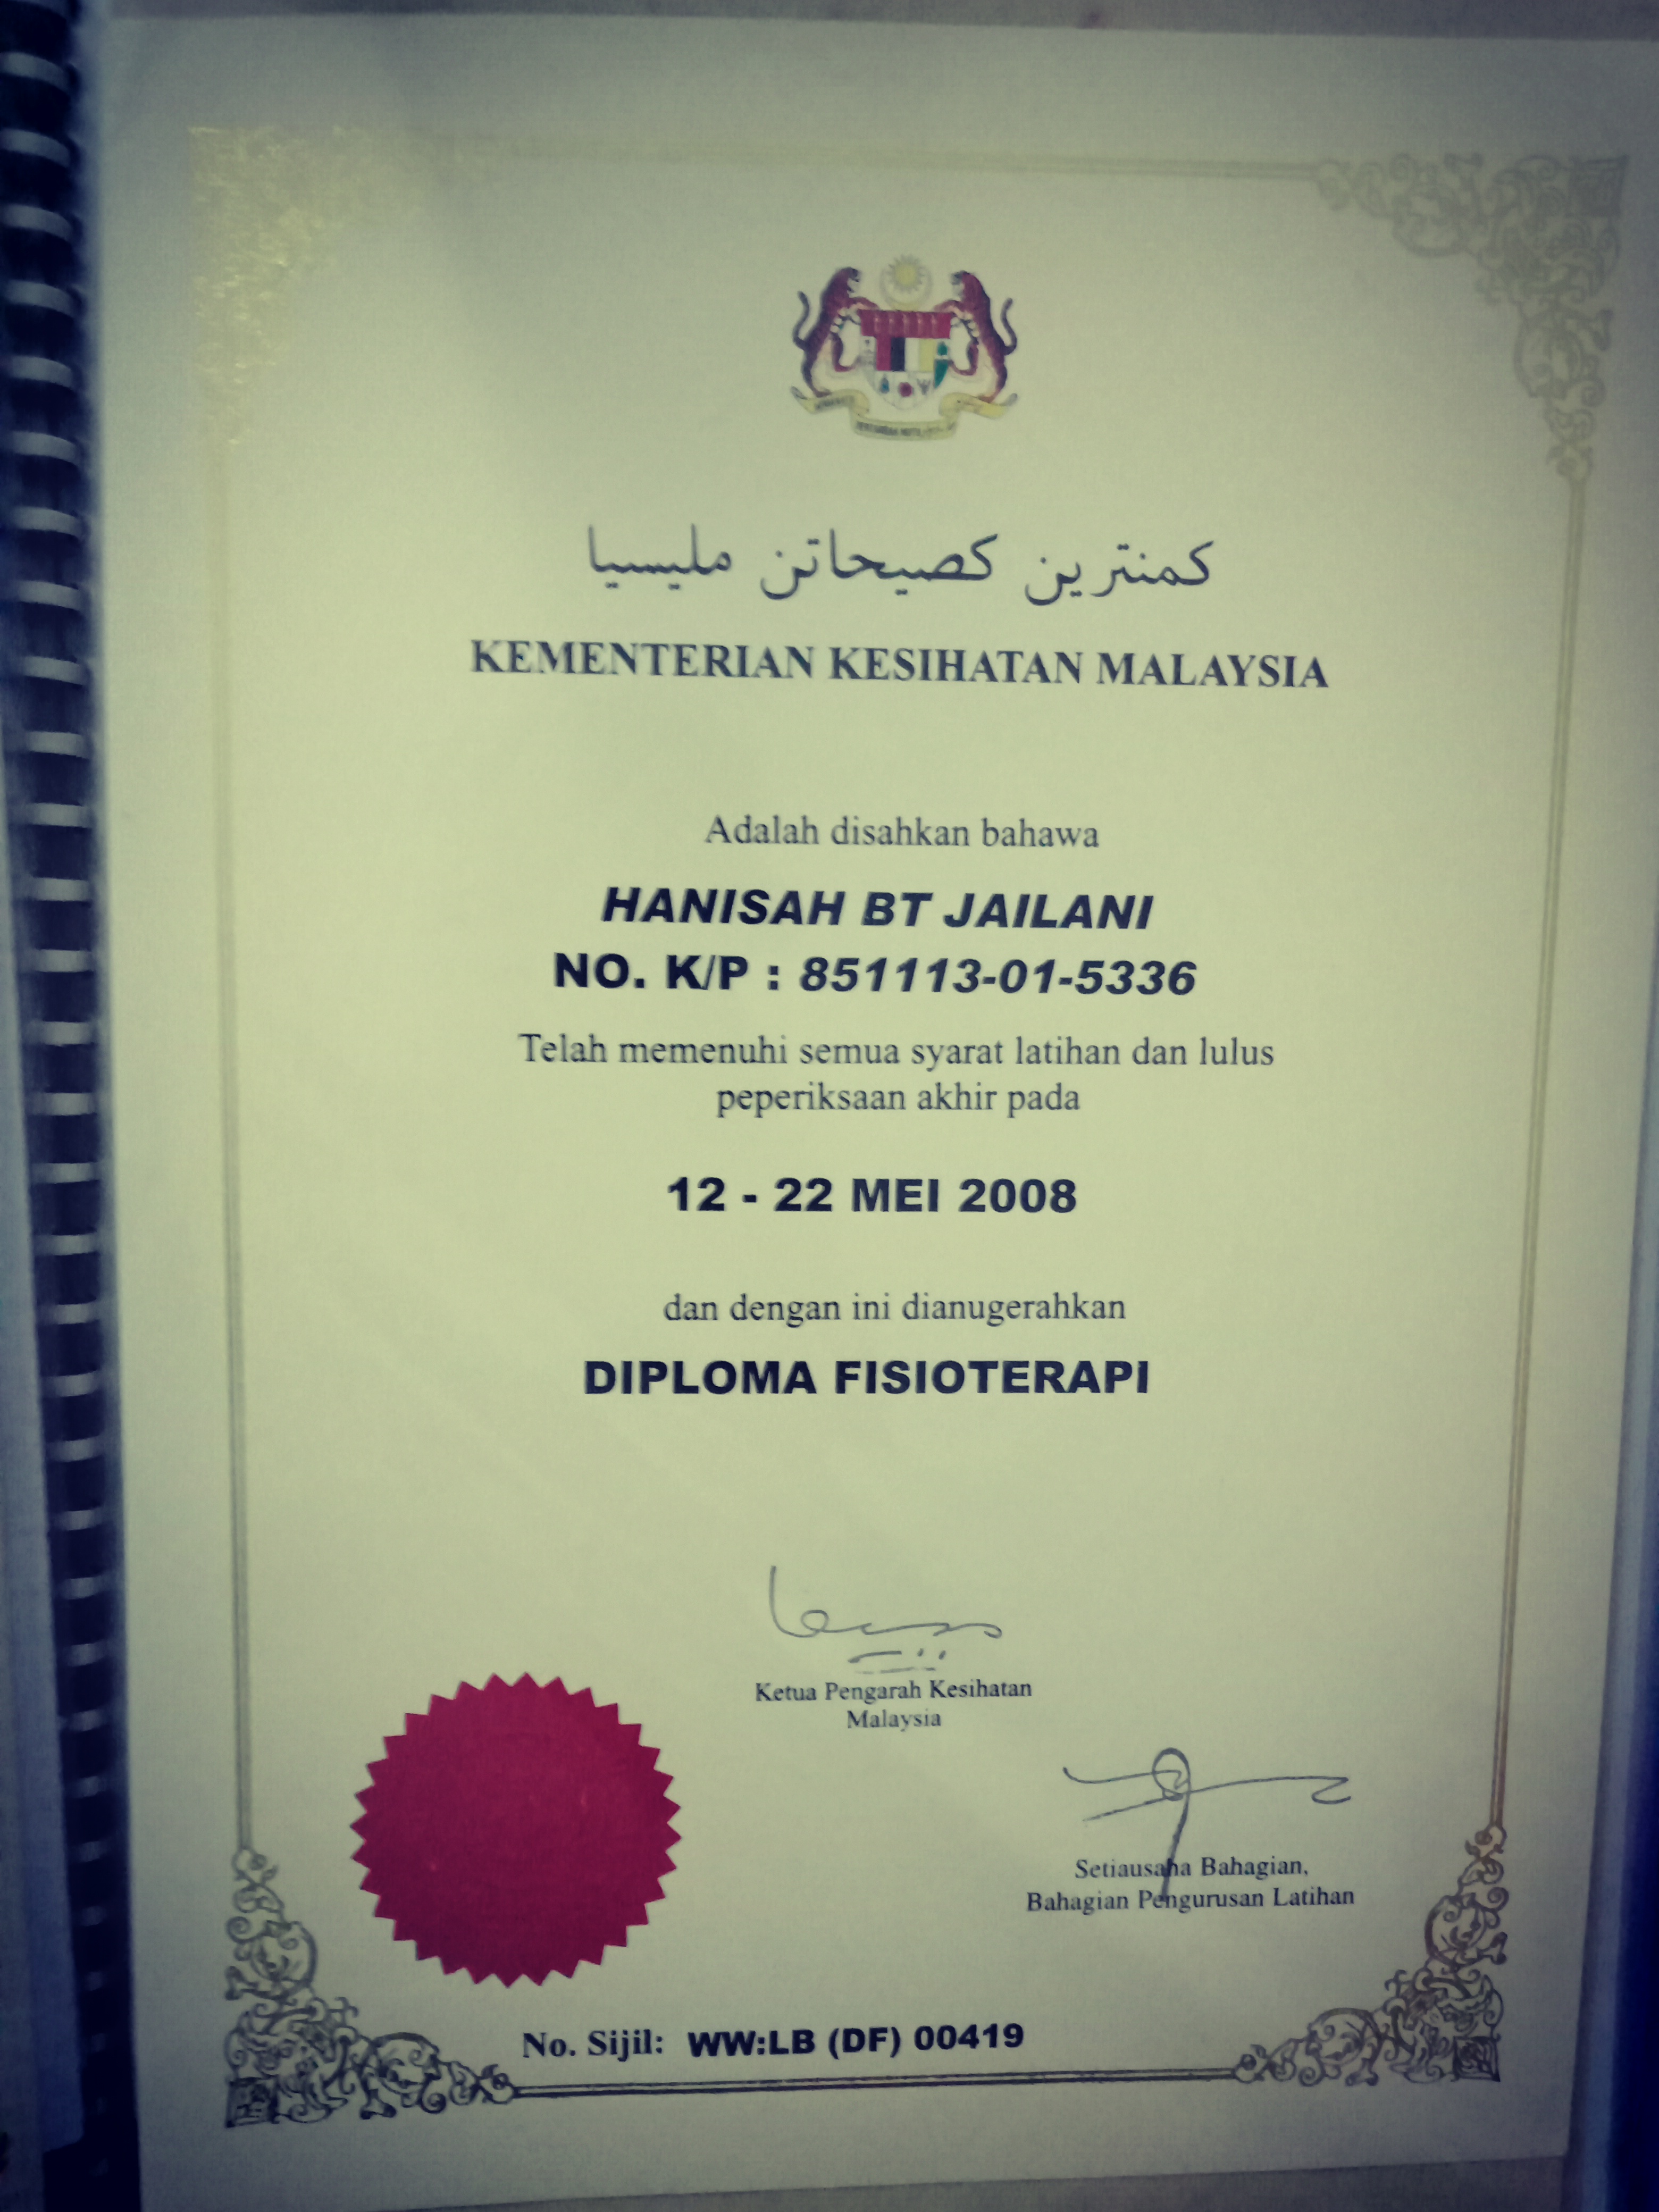 كمنترين كصيحاتن مليسيا
KEMENTERIAN KESIHATAN MALAYSIA
Adalah disahkan bahawa
HANISAH BT JAILANI
NO. K/P : 851113-01-5336
Telah memenuhi semua syarat latihan dan lulus
peperiksaan akhir pada
12 - 22 MEI 2008
dan dengan ini dianugerahkan
DIPLOMA FISIOTERAPI
Ketua Pengarah Kesihatan
Malaysia
Setiausaha Bahagian,
Bahagian Pengurusan Latihan
No. Sijil: WW:LB (DF) 00419